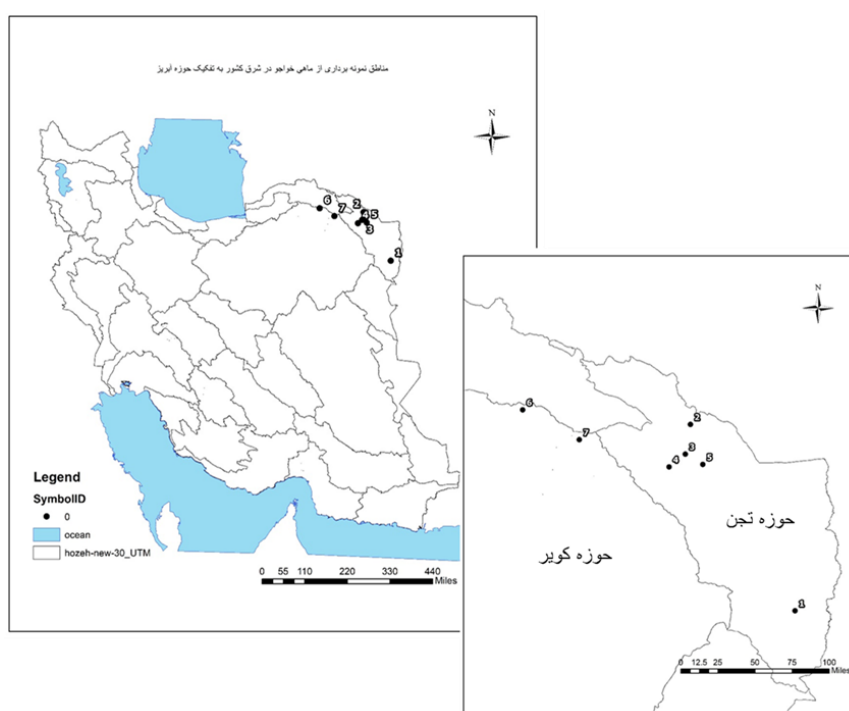 مناطق نمونه برداری از ماهی خواجو در شرق کشور به تفکیک حوزه آبریز
N
6
7
2
4
5
3
1
Legend
SymbolID
0
ocean
hozeh-new-30_UTM
0 55 110 220 330 440
Miles
N
6
7
2
3
4
5
حوزه تجن
حوزه کویر
1
0 12.5 25 50 75 100
Miles